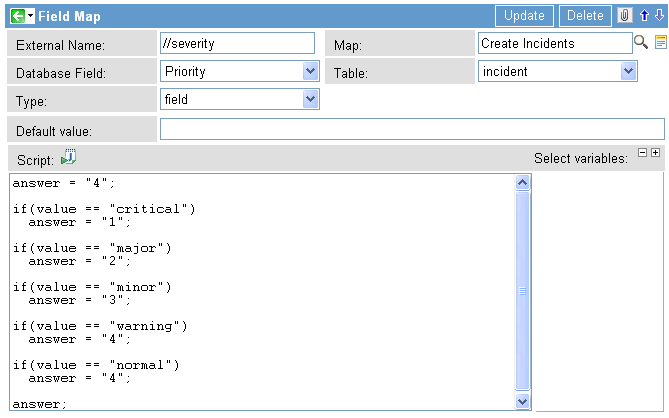 Field Map Update Delete
External Name: //severity Map: Create Incidents
Database Field: Priority Table: incident
Type: field
Default value:
Script: Select variables:
answer = "4";
if(value == "critical")
  answer = "1";
if(value == "major")
  answer = "2";
if(value == "minor")
  answer = "3";
if(value == "warning")
  answer = "4";
if(value == "normal")
  answer = "4";
answer;